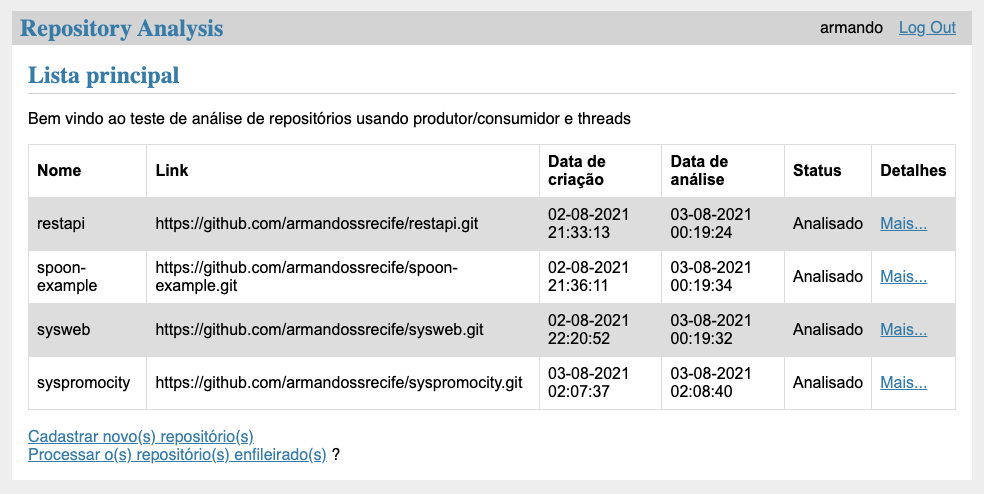 Repository Analysis armando Log Out
Lista principal
Bem vindo ao teste de análise de repositórios usando produtor/consumidor e threads
Nome Link Data de criação Data de análise Status Detalhes
restapi https://github.com/armandossrecife/restapi.git 02-08-2021 21:33:13 03-08-2021 00:19:24 Analisado Mais...
spoon-example https://github.com/armandossrecife/spoon-example.git 02-08-2021 21:36:11 03-08-2021 00:19:34 Analisado Mais...
sysweb https://github.com/armandossrecife/sysweb.git 02-08-2021 22:20:52 03-08-2021 00:19:32 Analisado Mais...
syspromocity https://github.com/armandossrecife/syspromocity.git 03-08-2021 02:07:37 03-08-2021 02:08:40 Analisado Mais...
Cadastrar novo(s) repositório(s)
Processar o(s) repositório(s) enfileirado(s) ?